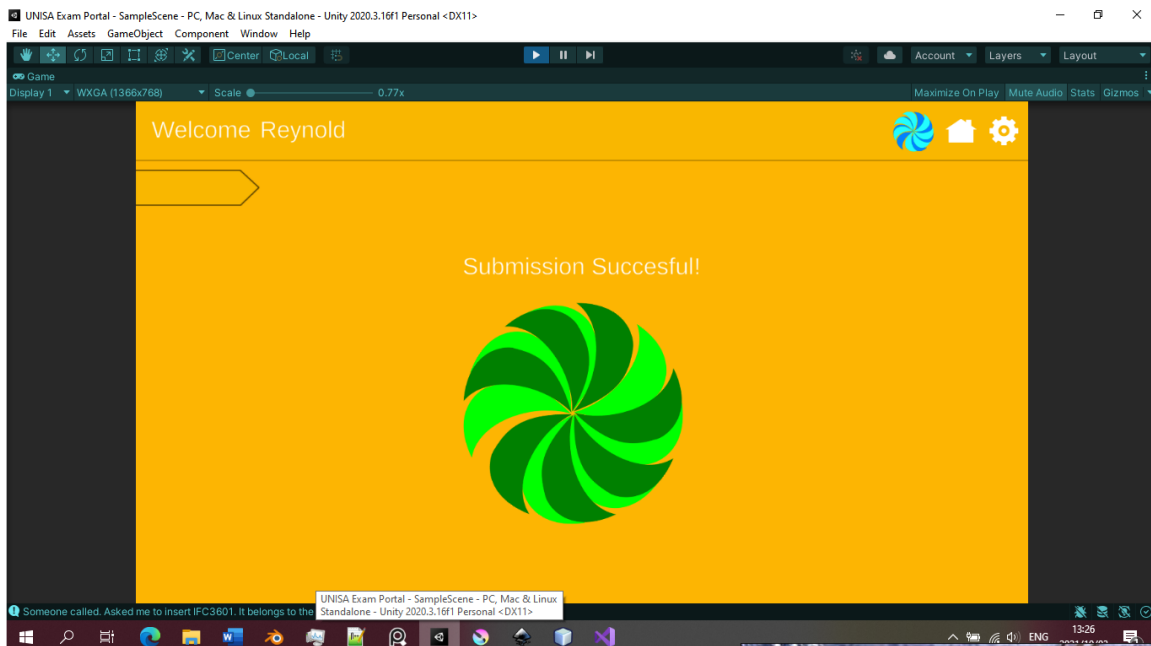 UNISA Exam Portal - SampleScene - PC, Mac & Linux Standalone - Unity 2020.3.16f1 Personal <DX11>
File Edit Assets GameObject Component Window Help
Center Local Account Layers Layout
Game
Display 1 WXGA (1366x768) Scale 0.77x Maximize On Play Mute Audio Stats Gizmos
Welcome Reynold
Submission Succesful!
UNISA Exam Portal - SampleScene - PC, Mac & Linux
Standalone - Unity 2020.3.16f1 Personal <DX11>
Someone called. Asked me to insert IFC3601. It belongs to the
ENG
13:26